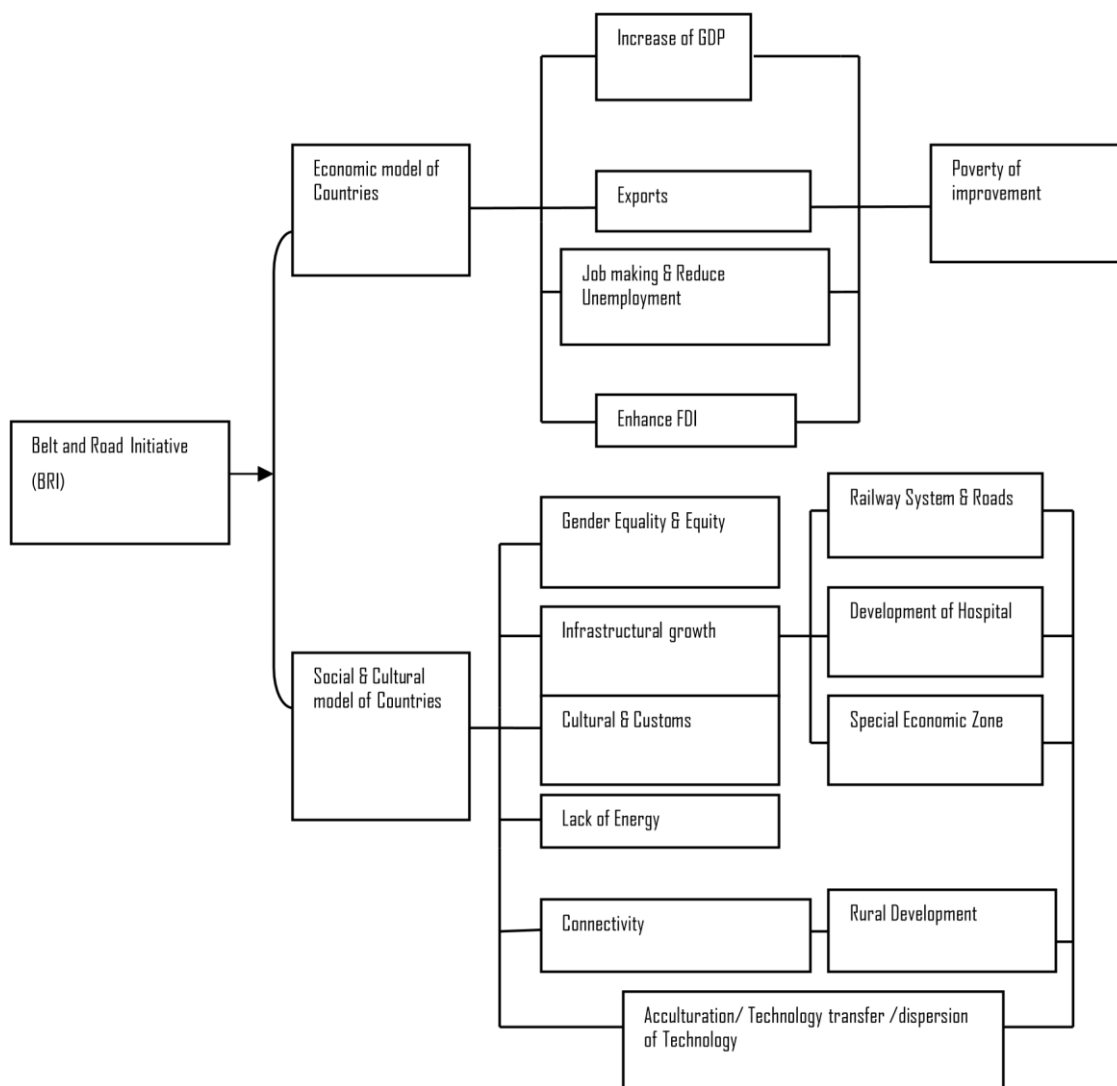 Increase of GDP
Economic model of
Countries
Exports
Poverty of
improvement
Job making & Reduce
Unemployment
Enhance FDI
Belt and Road Initiative
(BRI)
Railway System & Roads
Gender Equality & Equity
Development of Hospital
Infrastructural growth
Social & Cultural
model of Countries
Cultural & Customs
Special Economic Zone
Lack of Energy
Connectivity
Rural Development
Acculturation/ Technology transfer /dispersion
of Technology